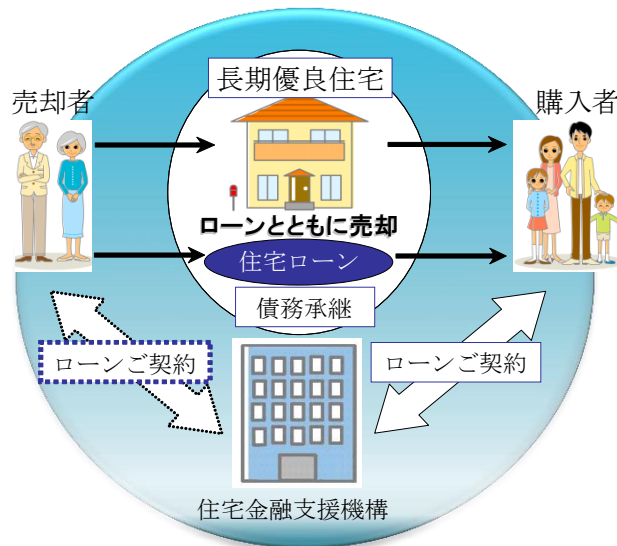 長期優良住宅
売却者
購入者
ローンとともに売却
住宅ローン
債務承継
ローンご契約
ローンご契約
住宅金融支援機構